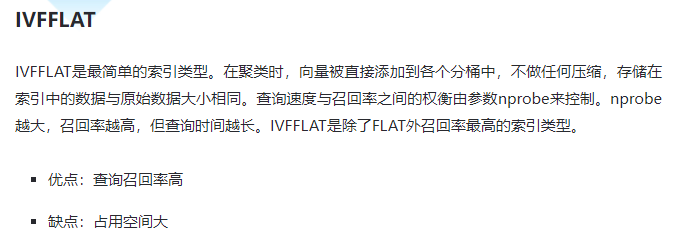 IVFFLAT
IVFFLAT是最简单的索引类型。在聚类时，向量被直接添加到各个分桶中，不做任何压缩，存储在
索引中的数据与原始数据大小相同。查询速度与召回率之间的权衡由参数nprobe来控制。nprobe
越大，召回率越高，但查询时间越长。IVFFLAT是除了FLAT外召回率最高的索引类型。
▪ 优点：查询召回率高
▪ 缺点：占用空间大